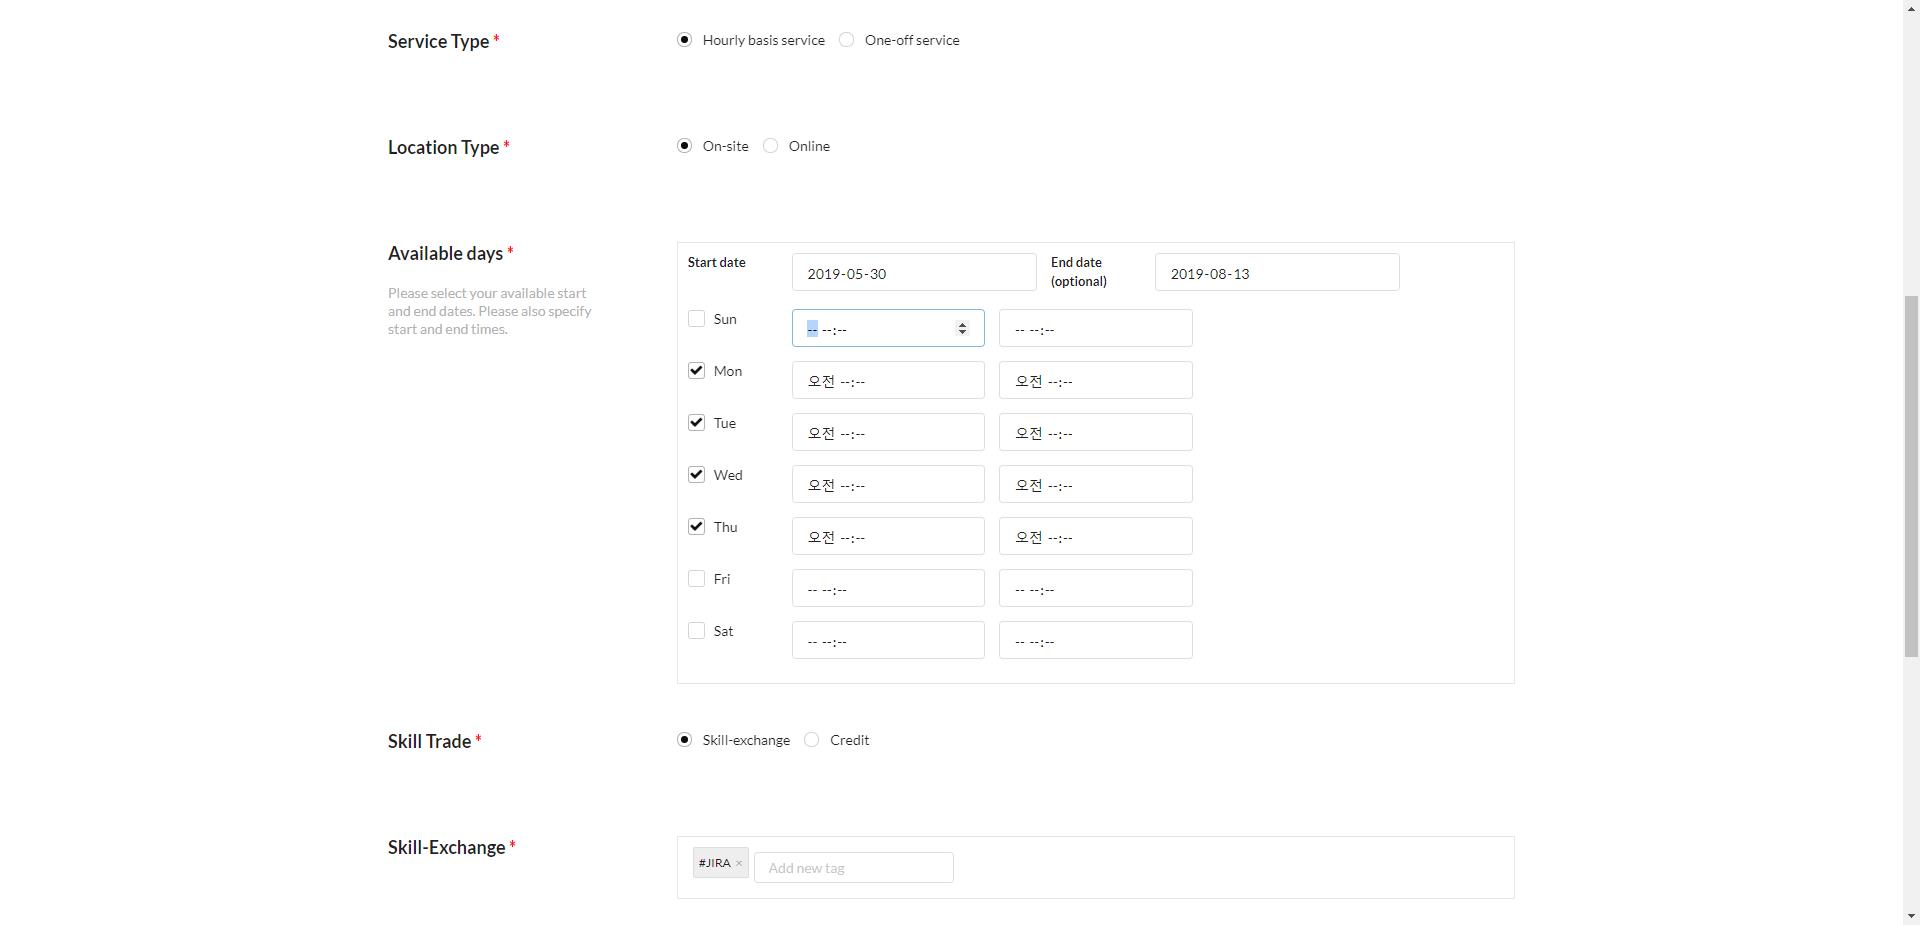 Service Type * Hourly basis service One-off service
Location Type * On-site Online
Available days *
Please select your available start
and end dates. Please also specify
start and end times.
Start date 2019-05-30 End date
(optional) 2019-08-13
Sun -- --:-- -- --:--
Mon 오전 --:-- 오전 --:--
Tue 오전 --:-- 오전 --:--
Wed 오전 --:-- 오전 --:--
Thu 오전 --:-- 오전 --:--
Fri -- --:-- -- --:--
Sat -- --:-- -- --:--
Skill Trade * Skill-exchange Credit
Skill-Exchange * #JIRA × Add new tag